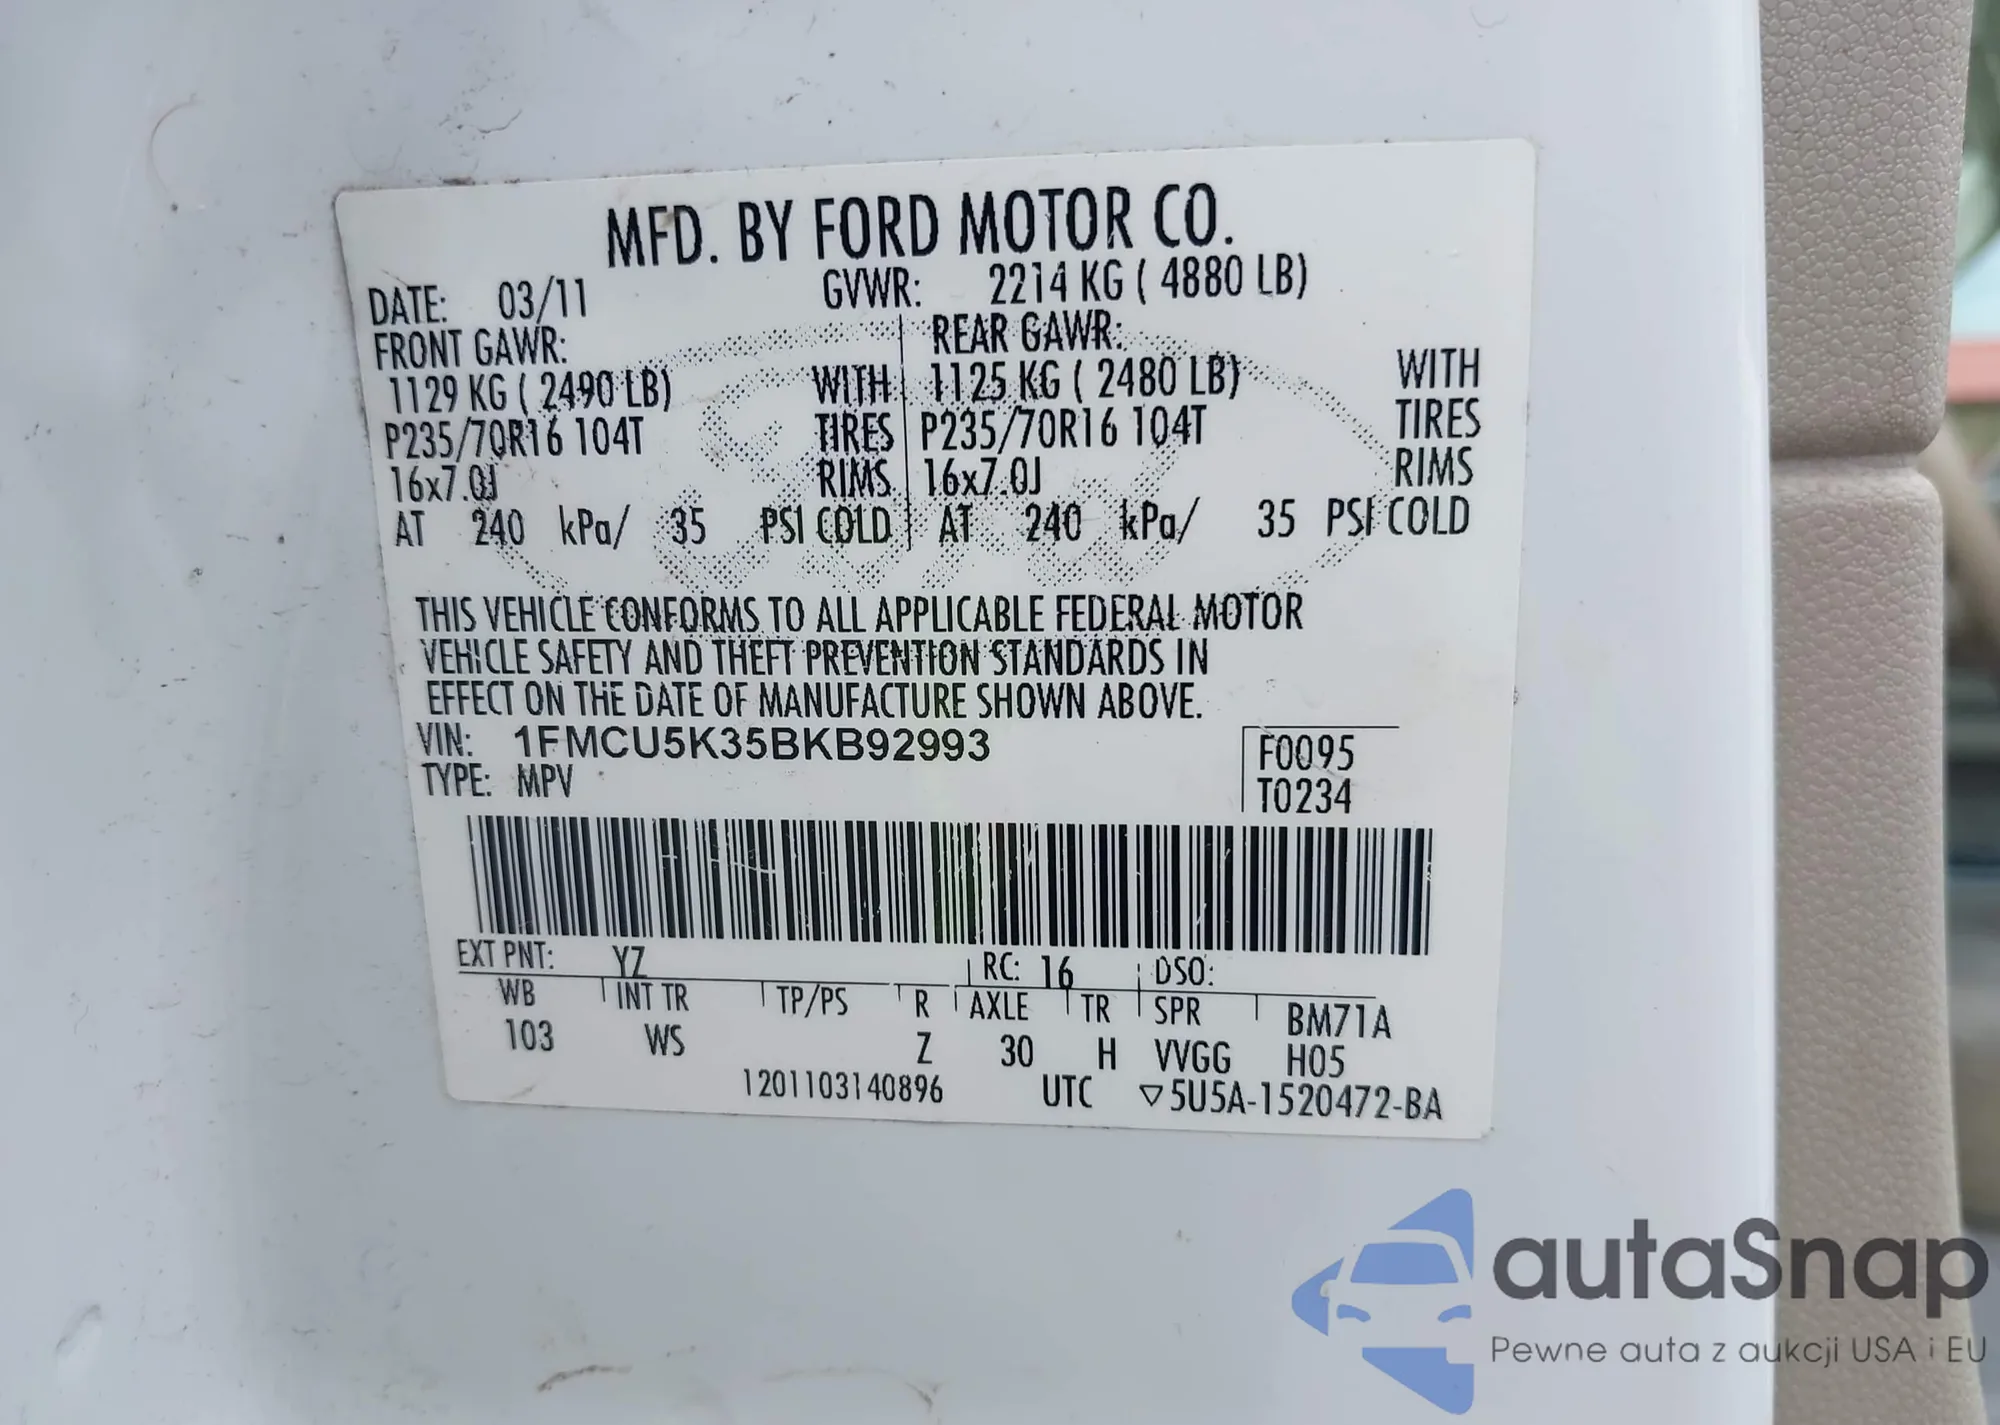 MFD. BY FORD MOTOR CO.
DATE: 03/11 GVWR: 2214 KG ( 4880 LB)
FRONT GAWR: REAR GAWR:
1129 KG ( 2490 LB) WITH 1125 KG ( 2480 LB) WITH
P235/70R16 104T TIRES P235/70R16 104T TIRES
16x7.0J RIMS 16x7.0J RIMS
AT 240 kPa/ 35 PSI COLD AT 240 kPa/ 35 PSI COLD
THIS VEHICLE CONFORMS TO ALL APPLICABLE FEDERAL MOTOR
VEHICLE SAFETY AND THEFT PREVENTION STANDARDS IN
EFFECT ON THE DATE OF MANUFACTURE SHOWN ABOVE.
VIN: 1FMCU5K35BKB92993 F0095
TYPE: MPV T0234
EXT PNT: YZ RC: 16 DSO:
WB INT TR TP/PS R AXLE TR SPR BM71A
103 WS Z 30 H VVGG H05
1201103140896 UTC ▽5U5A-1520472-BA
autaSnap
Pewne auta z aukcji USA i EU